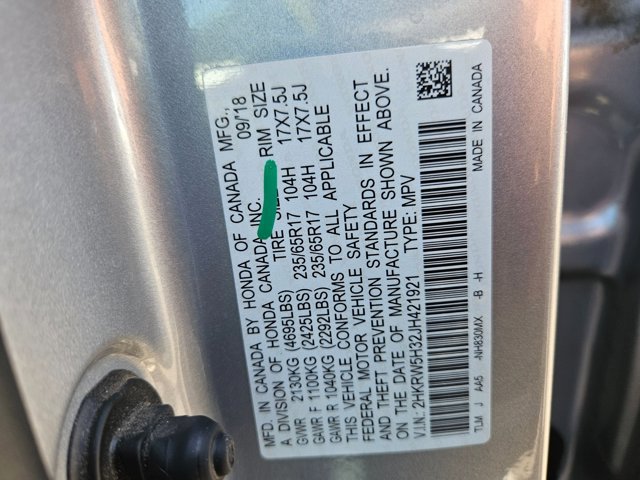 MFD. IN CANADA BY HONDA OF CANADA MFG.,
A DIVISION OF HONDA CANADA INC. 09/18
TIRE RIM SIZE
GVWR 2130KG (4695LBS)
GAWR F 1100KG (2425LBS) 235/65R17 104H 17X7.5J
GAWR R 1040KG (2292LBS) 235/65R17 104H 17X7.5J
THIS VEHICLE CONFORMS TO ALL APPLICABLE
FEDERAL MOTOR VEHICLE SAFETY
AND THEFT PREVENTION STANDARDS IN EFFECT
ON THE DATE OF MANUFACTURE SHOWN ABOVE.
V.I.N.: 2HKRW5H32JH421921 TYPE: MPV
TLM J AA5 -NH830MX -B -H MADE IN CANADA